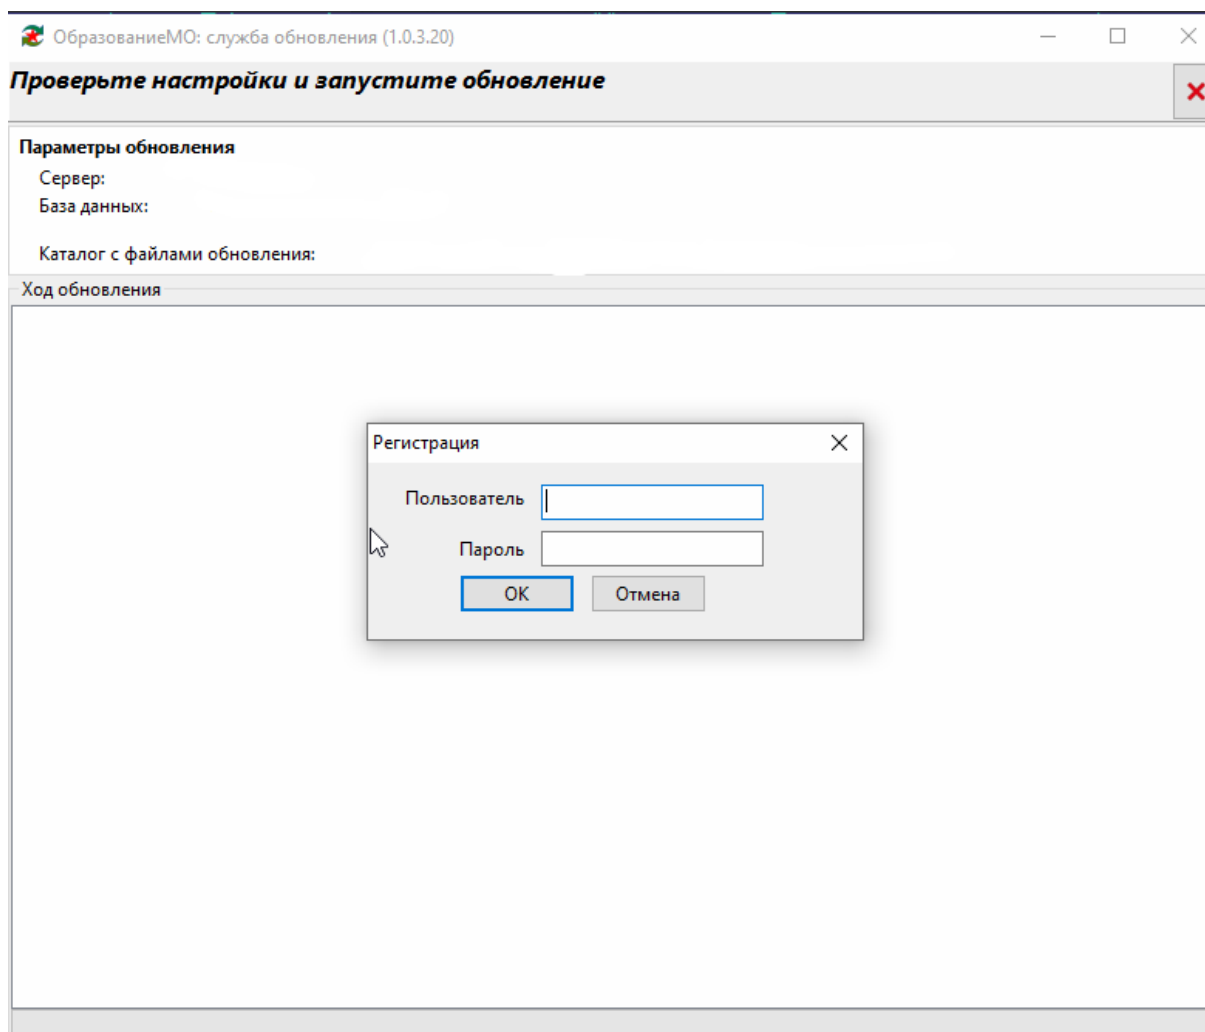 ОбразованиеМО: служба обновления (1.0.3.20)
Проверьте настройки и запустите обновление
Параметры обновления
Сервер:
База данных:
Каталог с файлами обновления:
Ход обновления
Регистрация
Пользователь
Пароль
ОК
Отмена